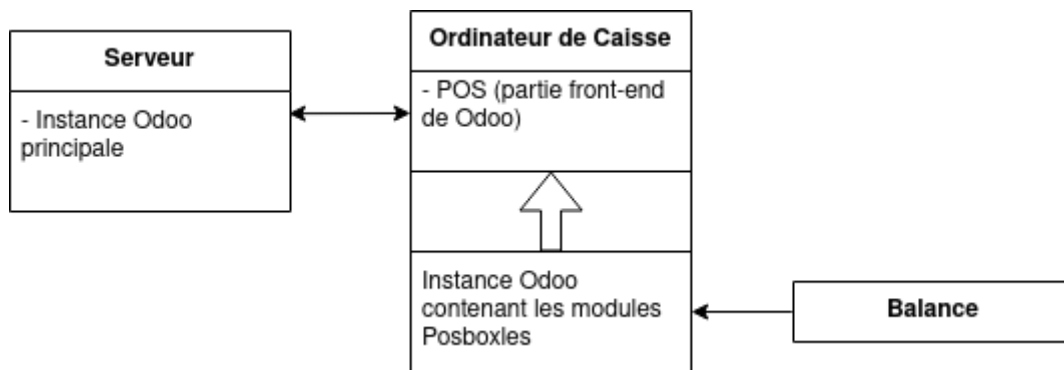 Serveur
- Instance Odoo
principale
Ordinateur de Caisse
- POS (partie front-end
de Odoo)
Instance Odoo
contenant les modules
Posboxles
Balance